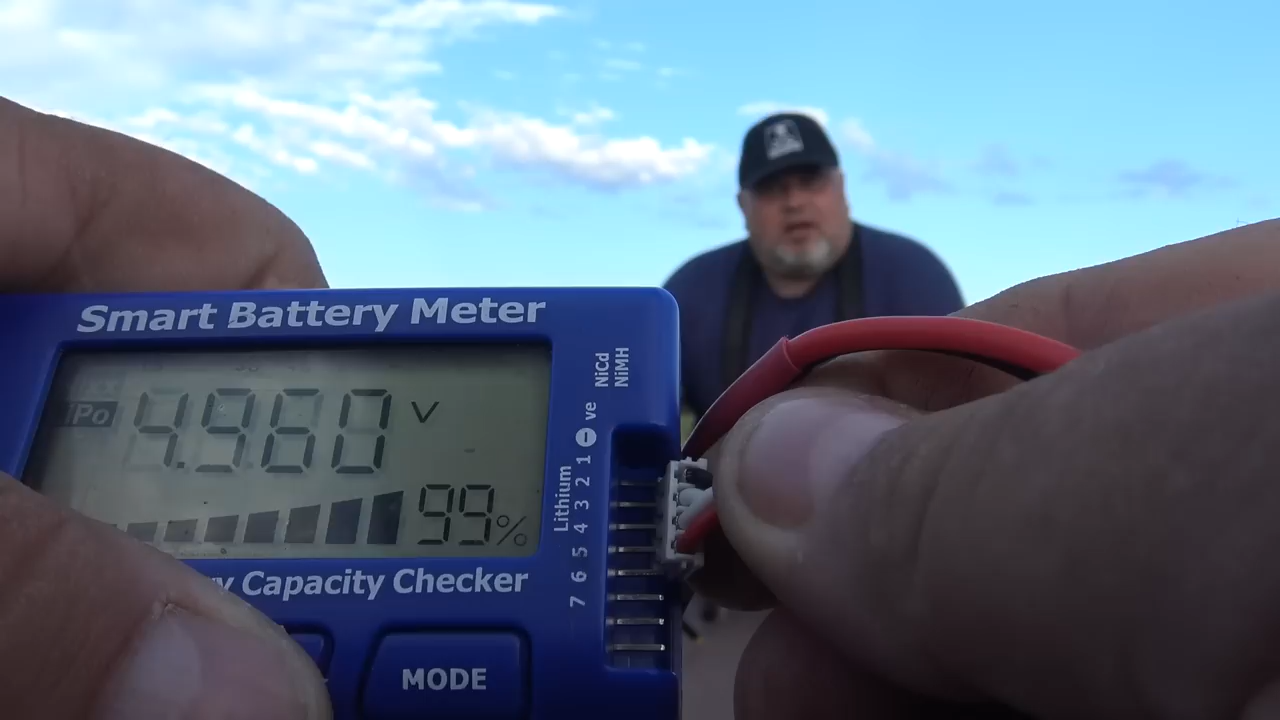 Smart Battery Meter
NiCd
NiMH
iPo 4.960 V
99%
ve
Lithium
7 6 5 4 3 2 1
y Capacity Checker
MODE